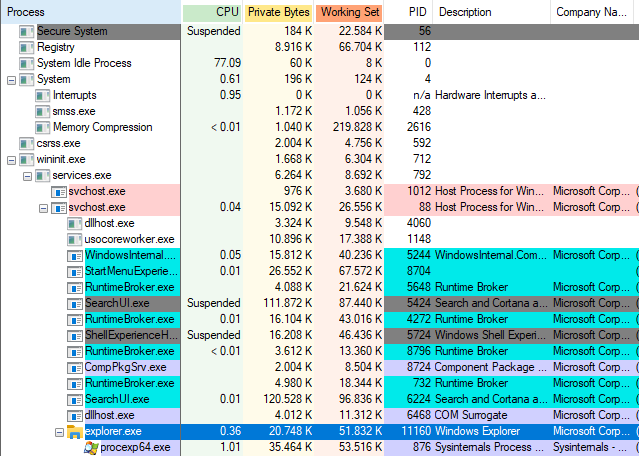 Process CPU Private Bytes Working Set PID Description Company Na...
Secure System Suspended 184 K 22.584 K 56
Registry 8.916 K 66.704 K 112
System Idle Process 77.09 60 K 8 K 0
System 0.61 196 K 124 K 4
Interrupts 0.95 0 K 0 K n/a Hardware Interrupts a...
smss.exe 1.172 K 1.056 K 428
Memory Compression < 0.01 1.040 K 219.828 K 2616
csrss.exe 2.004 K 4.756 K 592
wininit.exe 1.668 K 6.304 K 712
services.exe 6.264 K 8.692 K 792
svchost.exe 976 K 3.680 K 1012 Host Process for Win... Microsoft Corp... (
svchost.exe 0.04 15.092 K 26.556 K 88 Host Process for Win... Microsoft Corp... (
dllhost.exe 3.324 K 9.548 K 4060
usocoreworker.exe 10.896 K 17.388 K 1148
WindowsInternal.... 0.05 15.812 K 40.236 K 5244 WindowsInternal.Com... Microsoft Corp... (
StartMenuExperie... 0.01 26.552 K 67.572 K 8704
RuntimeBroker.exe 4.088 K 21.624 K 5648 Runtime Broker Microsoft Corp... (
SearchUI.exe Suspended 111.872 K 87.440 K 5424 Search and Cortana a... Microsoft Corp... (
RuntimeBroker.exe 0.01 16.104 K 43.016 K 4272 Runtime Broker Microsoft Corp... (
ShellExperienceH... Suspended 16.208 K 46.436 K 5724 Windows Shell Experi... Microsoft Corp... (
RuntimeBroker.exe < 0.01 3.612 K 13.360 K 8796 Runtime Broker Microsoft Corp... (
CompPkgSrv.exe 2.004 K 8.504 K 8724 Component Package ... Microsoft Corp... (
RuntimeBroker.exe 4.980 K 18.344 K 732 Runtime Broker Microsoft Corp... (
SearchUI.exe 0.01 120.528 K 96.836 K 6224 Search and Cortana a... Microsoft Corp... (
dllhost.exe 4.012 K 11.312 K 6468 COM Surrogate Microsoft Corp... (
explorer.exe 0.36 20.748 K 51.832 K 11160 Windows Explorer Microsoft Corp... (
procexp64.exe 1.01 35.464 K 53.516 K 876 Sysinternals Process ... Sysinternals - ... (